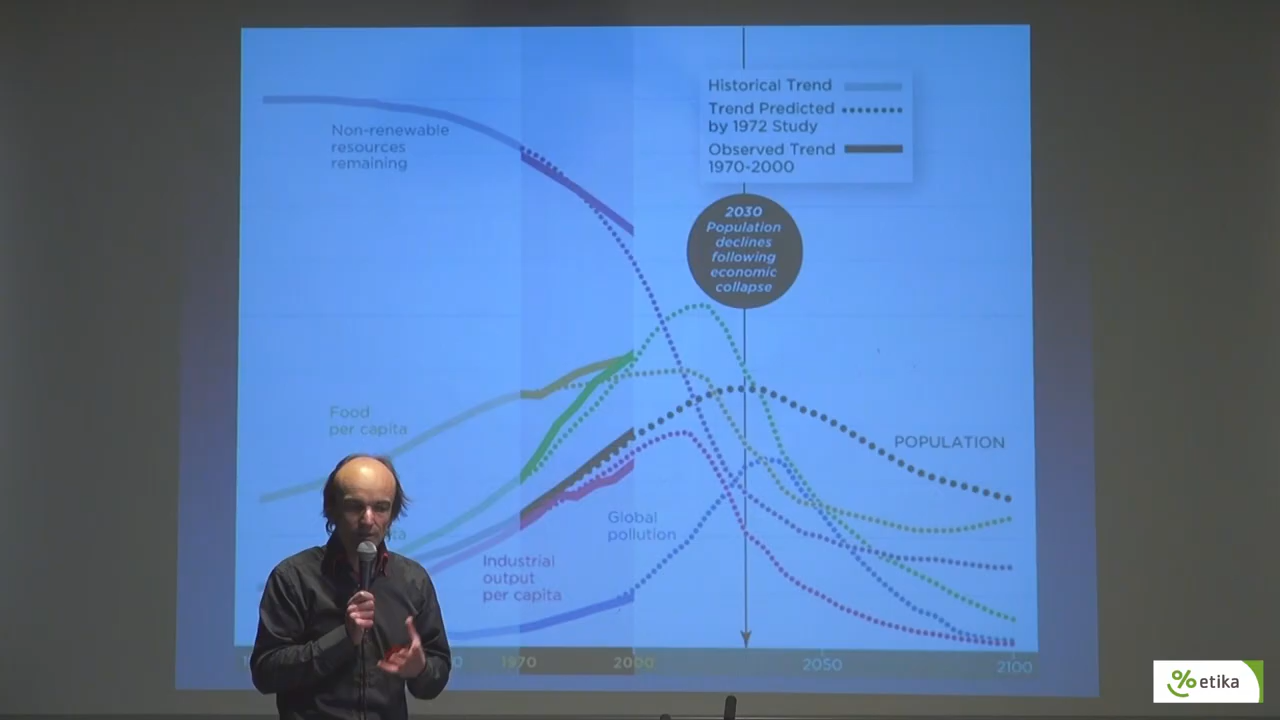 Historical Trend
Trend Predicted
by 1972 Study
Observed Trend
1970-2000
Non-renewable
resources
remaining
2030
Population
declines
following
economic
collapse
Food
per capita
POPULATION
Global
pollution
Industrial
output
per capita
1970
2000
2050
2100
% etika